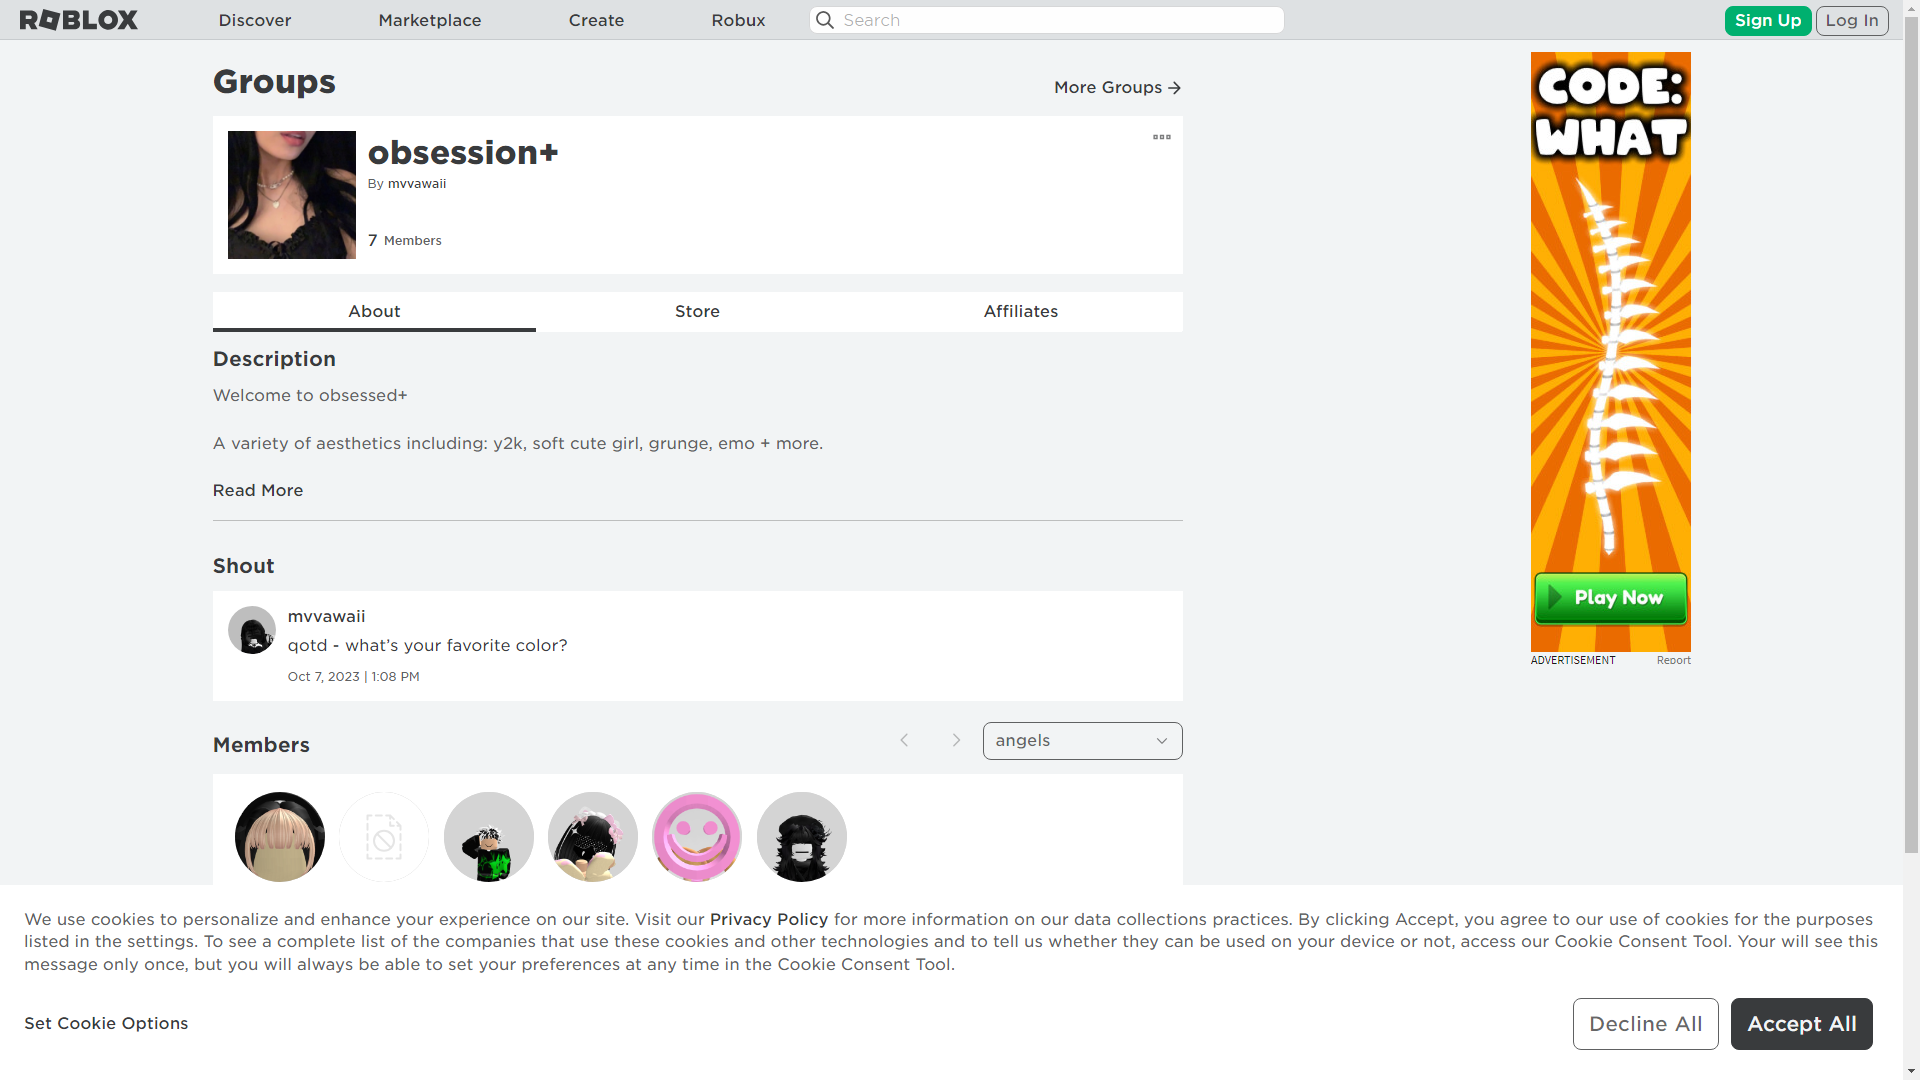 ROBLOX
Discover
Marketplace
Create
Robux
Search
Sign Up
Log In
Groups
More Groups
obsession+
By mvvawaii
7 Members
About
Store
Affiliates
Description
Welcome to obsessed+
A variety of aesthetics including: y2k, soft cute girl, grunge, emo + more.
Read More
Shout
mvvawaii
qotd - what’s your favorite color?
Oct 7, 2023 | 1:08 PM
Members
angels
CODE:
WHAT
Play Now
ADVERTISEMENT
Report
We use cookies to personalize and enhance your experience on our site. Visit our Privacy Policy for more information on our data collections practices. By clicking Accept, you agree to our use of cookies for the purposes
listed in the settings. To see a complete list of the companies that use these cookies and other technologies and to tell us whether they can be used on your device or not, access our Cookie Consent Tool. Your will see this
message only once, but you will always be able to set your preferences at any time in the Cookie Consent Tool.
Set Cookie Options
Decline All
Accept All